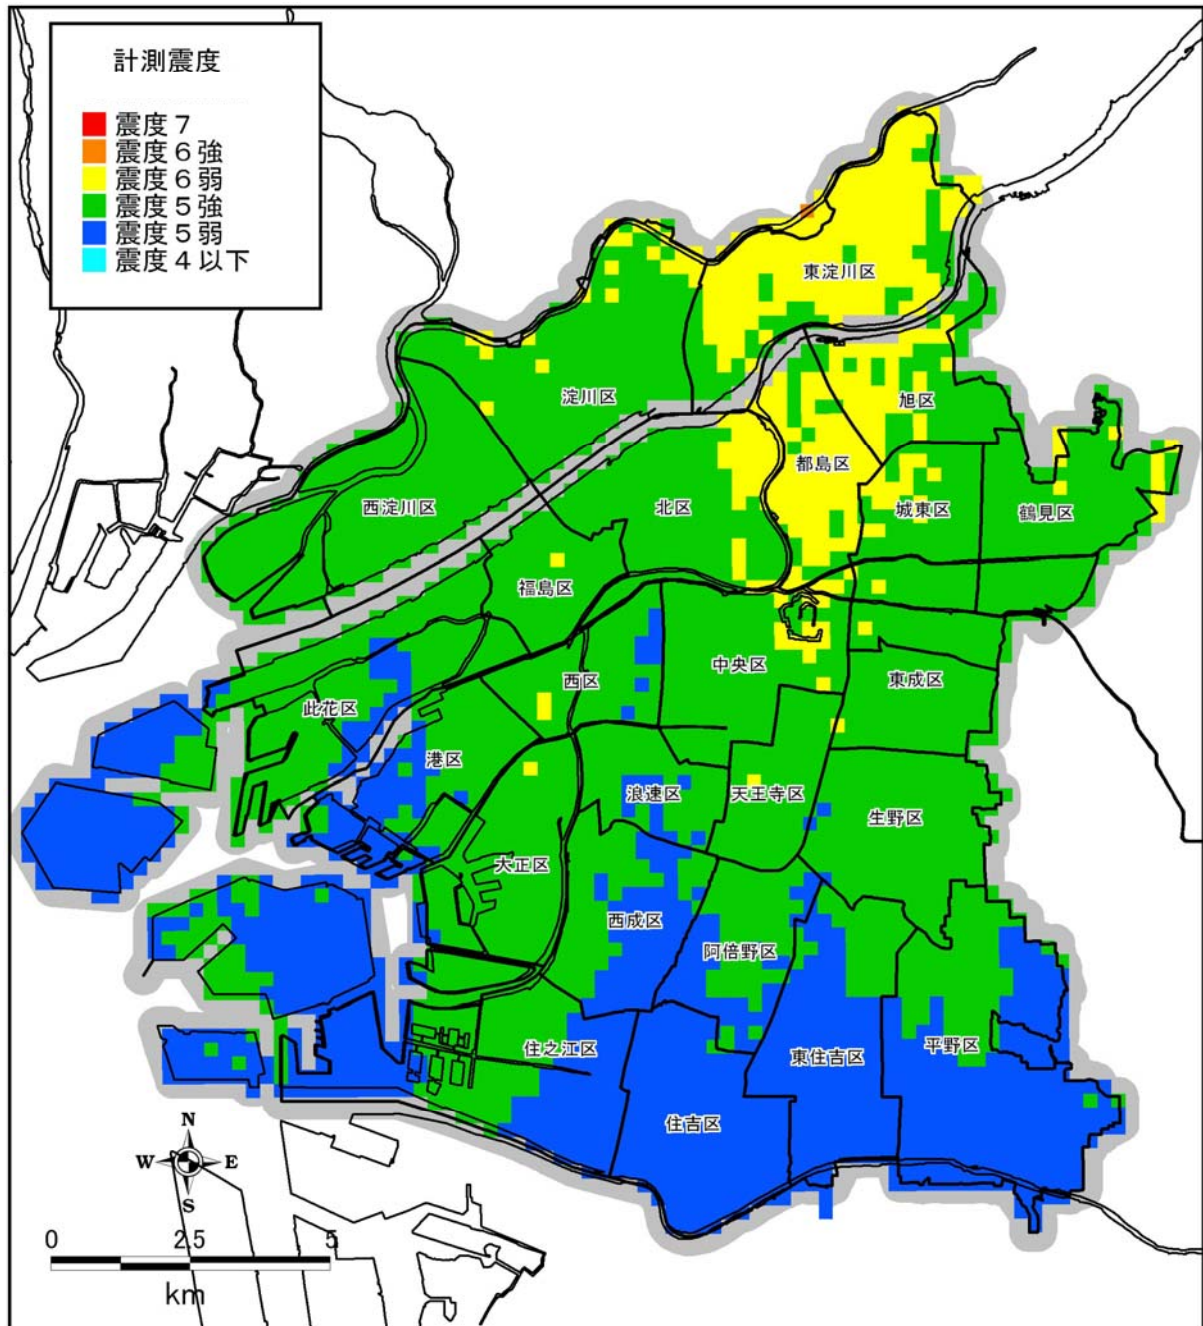 計測震度
震度７
震度６強
震度６弱
震度５強
震度５弱
震度４以下
東淀川区
淀川区
旭区
都島区
西淀川区
北区
城東区
鶴見区
福島区
中央区
西区
東成区
此花区
港区
浪速区
天王寺区
生野区
大正区
西成区
阿倍野区
住之江区
東住吉区
平野区
住吉区
N
W
E
S
0
2.5
5
km